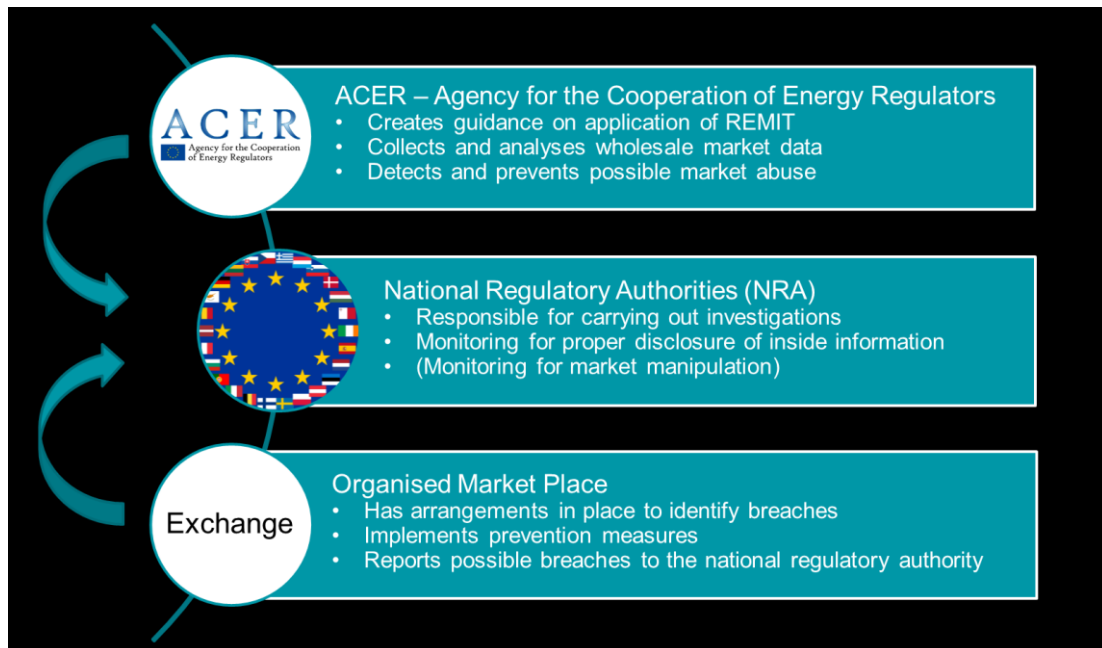 ACER – Agency for the Cooperation of Energy Regulators
• Creates guidance on application of REMIT
• Collects and analyses wholesale market data
• Detects and prevents possible market abuse
ACER
Agency for the Cooperation
of Energy Regulators
National Regulatory Authorities (NRA)
• Responsible for carrying out investigations
• Monitoring for proper disclosure of inside information
• (Monitoring for market manipulation)
Exchange
Organised Market Place
• Has arrangements in place to identify breaches
• Implements prevention measures
• Reports possible breaches to the national regulatory authority